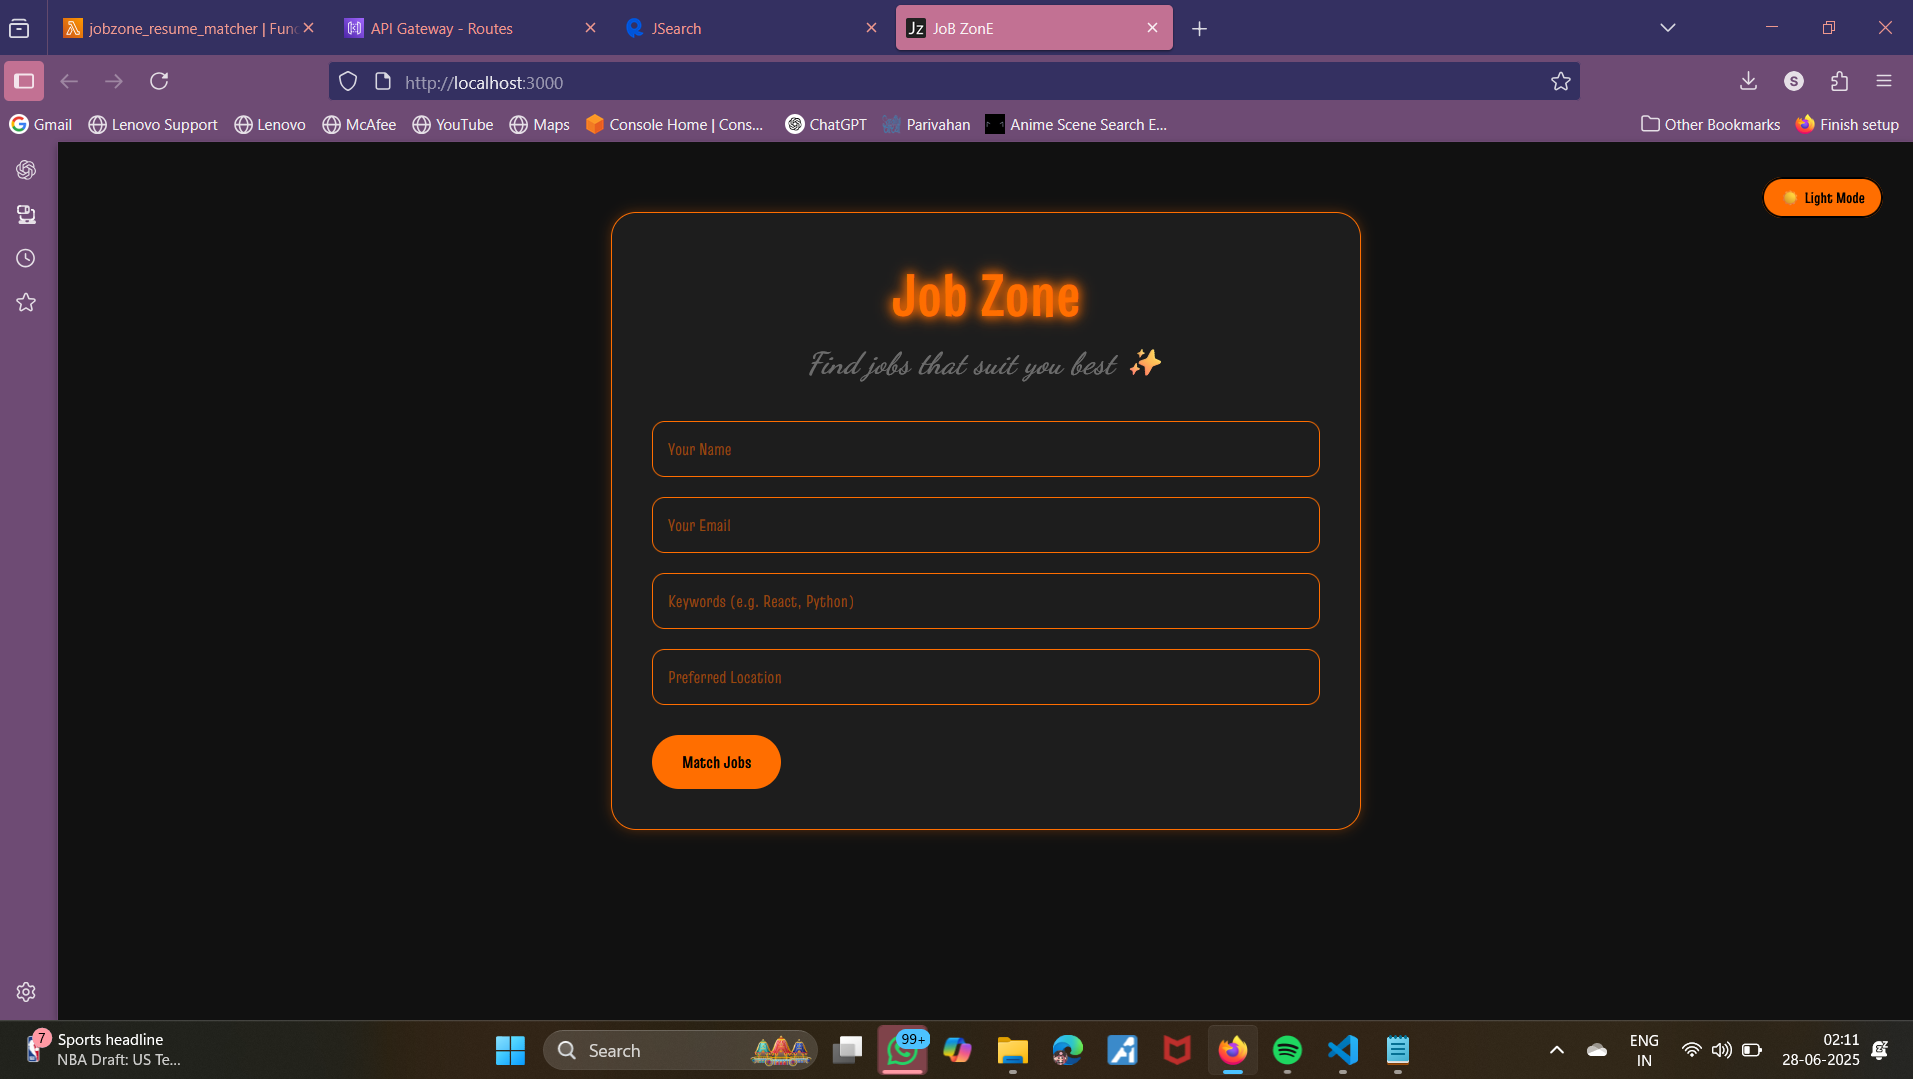 jobzone_resume_matcher | Func
API Gateway - Routes
JSearch
Jz JoB ZonE
http://localhost:3000
S
Gmail
Lenovo Support
Lenovo
McAfee
YouTube
Maps
Console Home | Cons...
ChatGPT
Parivahan
Anime Scene Search E...
Other Bookmarks
Finish setup
Light Mode
Job Zone
Find jobs that suit you best ✨
Your Name
Your Email
Keywords (e.g. React, Python)
Preferred Location
Match Jobs
7
Sports headline
NBA Draft: US Te...
Search
99+
ENG
IN
02:11
28-06-2025